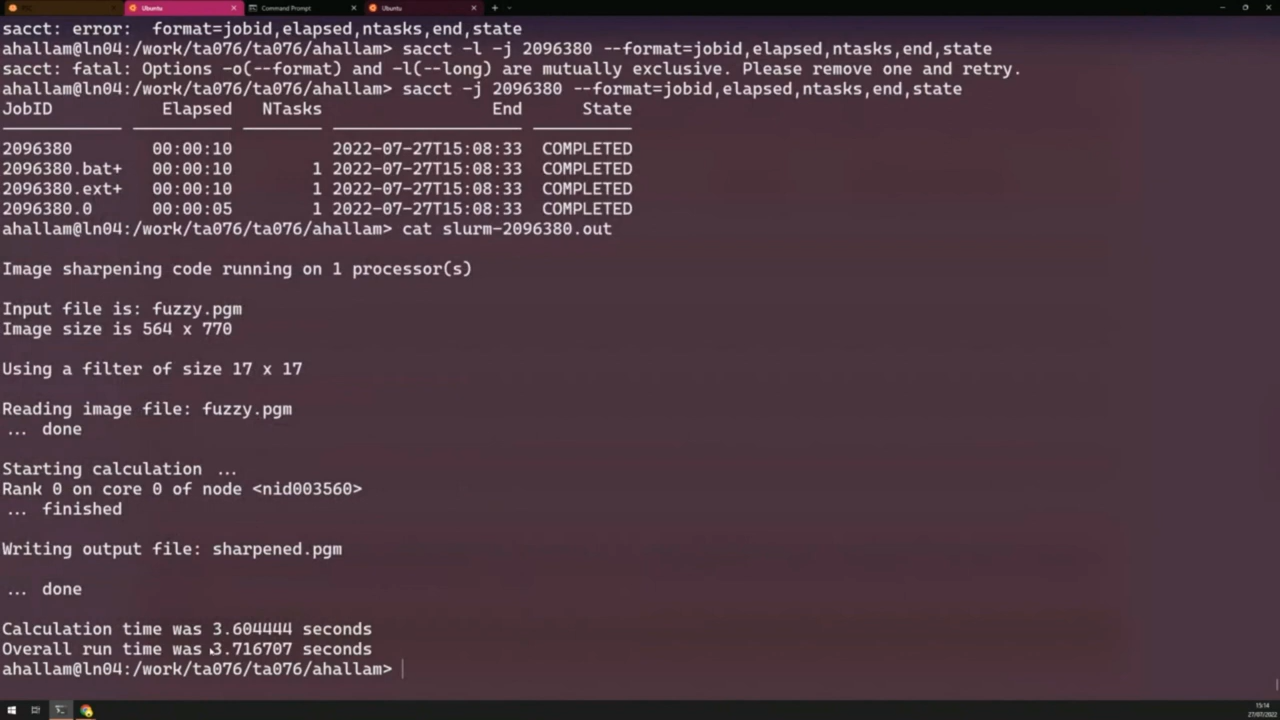 Ubuntu
Command Prompt
Ubuntu
sacct: error:  format=jobid,elapsed,ntasks,end,state
ahallam@ln04:/work/ta076/ta076/ahallam> sacct -l -j 2096380 --format=jobid,elapsed,ntasks,end,state
sacct: fatal: Options -o(--format) and -l(--long) are mutually exclusive. Please remove one and retry.
ahallam@ln04:/work/ta076/ta076/ahallam> sacct -j 2096380 --format=jobid,elapsed,ntasks,end,state
JobID Elapsed NTasks End State
------------ ---------- -------- ------------------- ----------
2096380 00:00:10 2022-07-27T15:08:33 COMPLETED
2096380.bat+ 00:00:10 1 2022-07-27T15:08:33 COMPLETED
2096380.ext+ 00:00:10 1 2022-07-27T15:08:33 COMPLETED
2096380.0 00:00:05 1 2022-07-27T15:08:33 COMPLETED
ahallam@ln04:/work/ta076/ta076/ahallam> cat slurm-2096380.out
Image sharpening code running on 1 processor(s)
Input file is: fuzzy.pgm
Image size is 564 x 770
Using a filter of size 17 x 17
Reading image file: fuzzy.pgm
... done
Starting calculation ...
Rank 0 on core 0 of node <nid003560>
... finished
Writing output file: sharpened.pgm
... done
Calculation time was 3.604444 seconds
Overall run time was 3.716707 seconds
ahallam@ln04:/work/ta076/ta076/ahallam>
15:14
27/07/2022